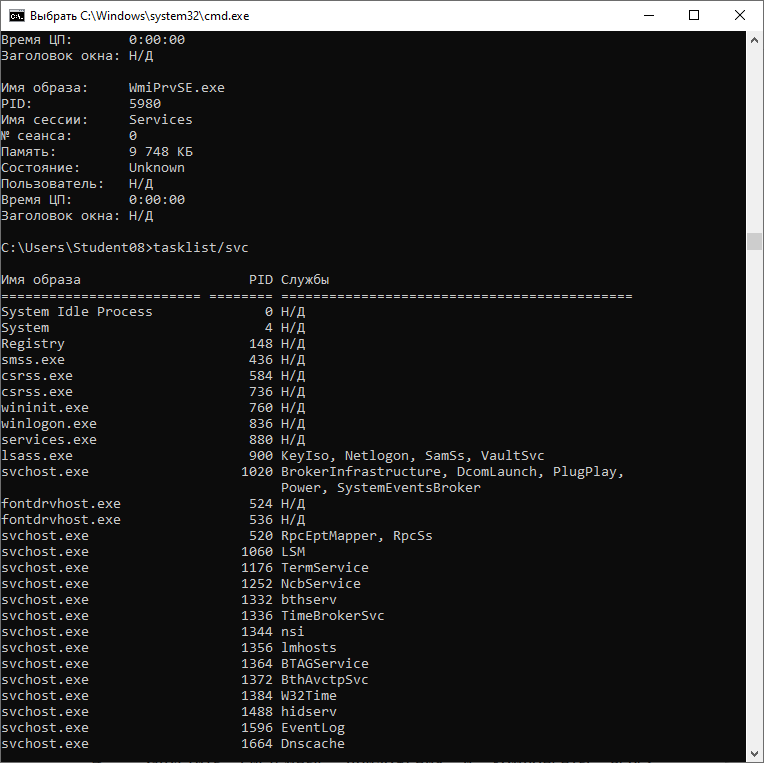 Выбрать C:\Windows\system32\cmd.exe
Время ЦП:       0:00:00
Заголовок окна: Н/Д

Имя образа:     WmiPrvSE.exe
PID:            5980
Имя сессии:     Services
№ сеанса:       0
Память:         9 748 КБ
Состояние:      Unknown
Пользователь:   Н/Д
Время ЦП:       0:00:00
Заголовок окна: Н/Д

C:\Users\Student08>tasklist/svc

Имя образа                     PID Службы
========================= ======== ============================================
System Idle Process              0 Н/Д
System                           4 Н/Д
Registry                       148 Н/Д
smss.exe                       436 Н/Д
csrss.exe                      584 Н/Д
csrss.exe                      736 Н/Д
wininit.exe                    760 Н/Д
winlogon.exe                   836 Н/Д
services.exe                   880 Н/Д
lsass.exe                      900 KeyIso, Netlogon, SamSs, VaultSvc
svchost.exe                   1020 BrokerInfrastructure, DcomLaunch, PlugPlay,
                                   Power, SystemEventsBroker
fontdrvhost.exe                524 Н/Д
fontdrvhost.exe                536 Н/Д
svchost.exe                    520 RpcEptMapper, RpcSs
svchost.exe                   1060 LSM
svchost.exe                   1176 TermService
svchost.exe                   1252 NcbService
svchost.exe                   1332 bthserv
svchost.exe                   1336 TimeBrokerSvc
svchost.exe                   1344 nsi
svchost.exe                   1356 lmhosts
svchost.exe                   1364 BTAGService
svchost.exe                   1372 BthAvctpSvc
svchost.exe                   1384 W32Time
svchost.exe                   1488 hidserv
svchost.exe                   1596 EventLog
svchost.exe                   1664 Dnscache